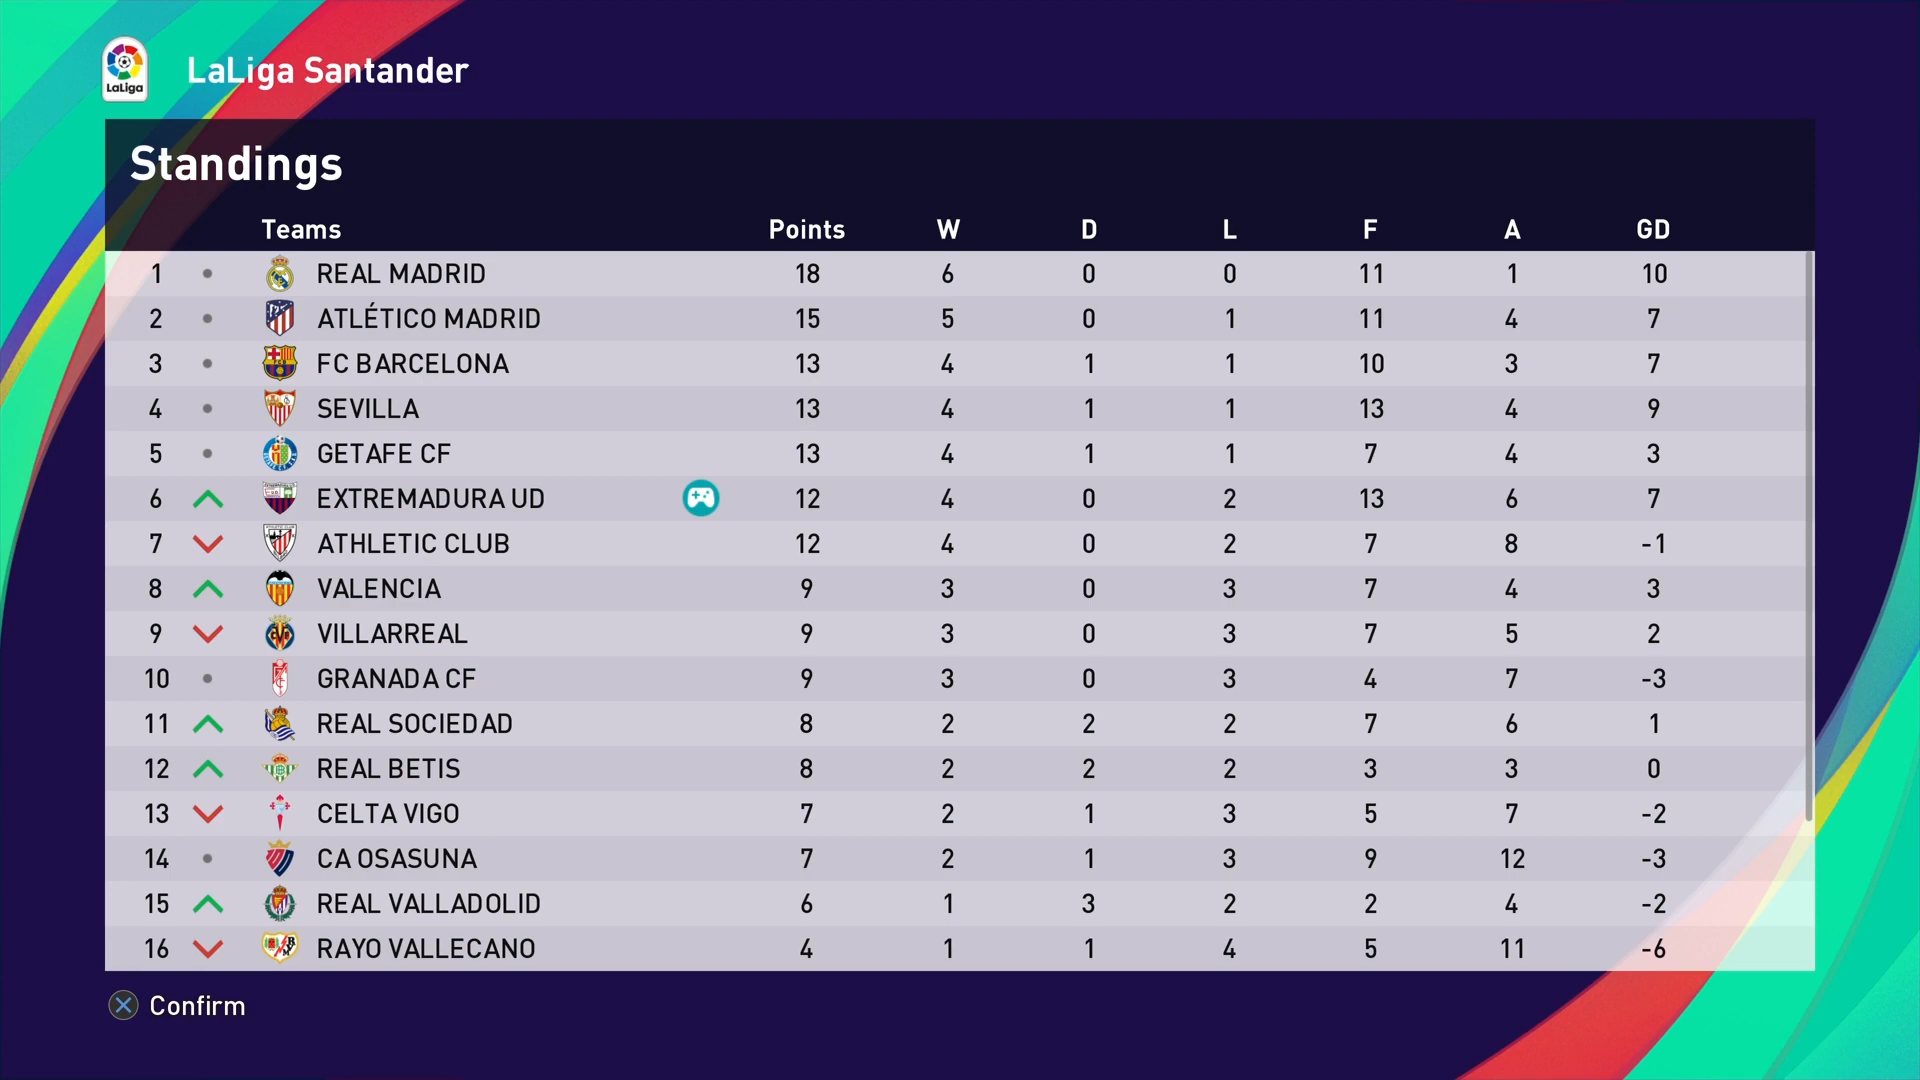 LaLiga
LaLiga Santander
Standings
Teams Points W D L F A GD
1 REAL MADRID 18 6 0 0 11 1 10
2 ATLÉTICO MADRID 15 5 0 1 11 4 7
3 FC BARCELONA 13 4 1 1 10 3 7
4 SEVILLA 13 4 1 1 13 4 9
5 GETAFE CF 13 4 1 1 7 4 3
6 EXTREMADURA UD 12 4 0 2 13 6 7
7 ATHLETIC CLUB 12 4 0 2 7 8 -1
8 VALENCIA 9 3 0 3 7 4 3
9 VILLARREAL 9 3 0 3 7 5 2
10 GRANADA CF 9 3 0 3 4 7 -3
11 REAL SOCIEDAD 8 2 2 2 7 6 1
12 REAL BETIS 8 2 2 2 3 3 0
13 CELTA VIGO 7 2 1 3 5 7 -2
14 CA OSASUNA 7 2 1 3 9 12 -3
15 REAL VALLADOLID 6 1 3 2 2 4 -2
16 RAYO VALLECANO 4 1 1 4 5 11 -6
Confirm